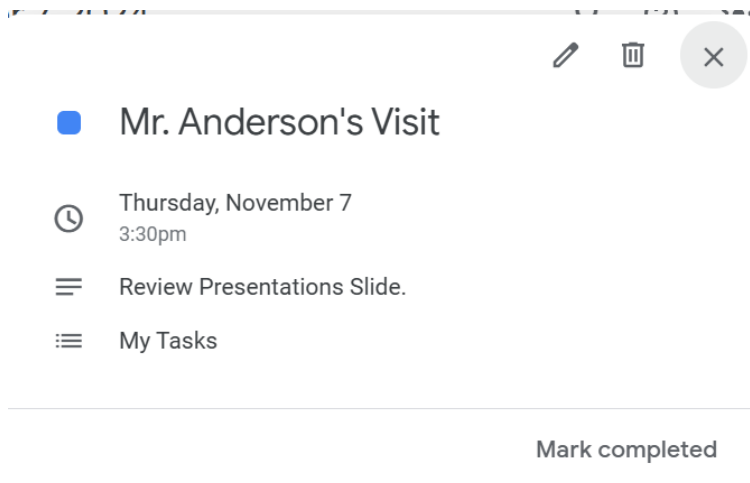 Mr. Anderson's Visit
Thursday, November 7
3:30pm
Review Presentations Slide.
My Tasks
Mark completed